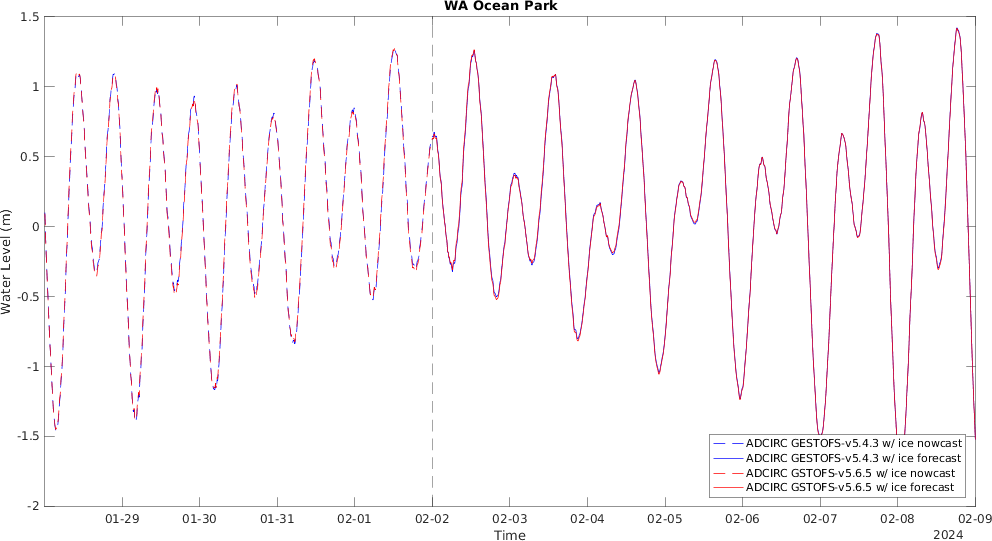 WA Ocean Park
1.5
1
0.5
0
-0.5
-1
-1.5
-2
Water Level (m)
ADCIRC GESTOFS-v5.4.3 w/ ice nowcast
ADCIRC GESTOFS-v5.4.3 w/ ice forecast
ADCIRC GSTOFS-v5.6.5 w/ ice nowcast
ADCIRC GSTOFS-v5.6.5 w/ ice forecast
01-29 01-30 01-31 02-01 02-02 02-03 02-04 02-05 02-06 02-07 02-08 02-09
Time 2024